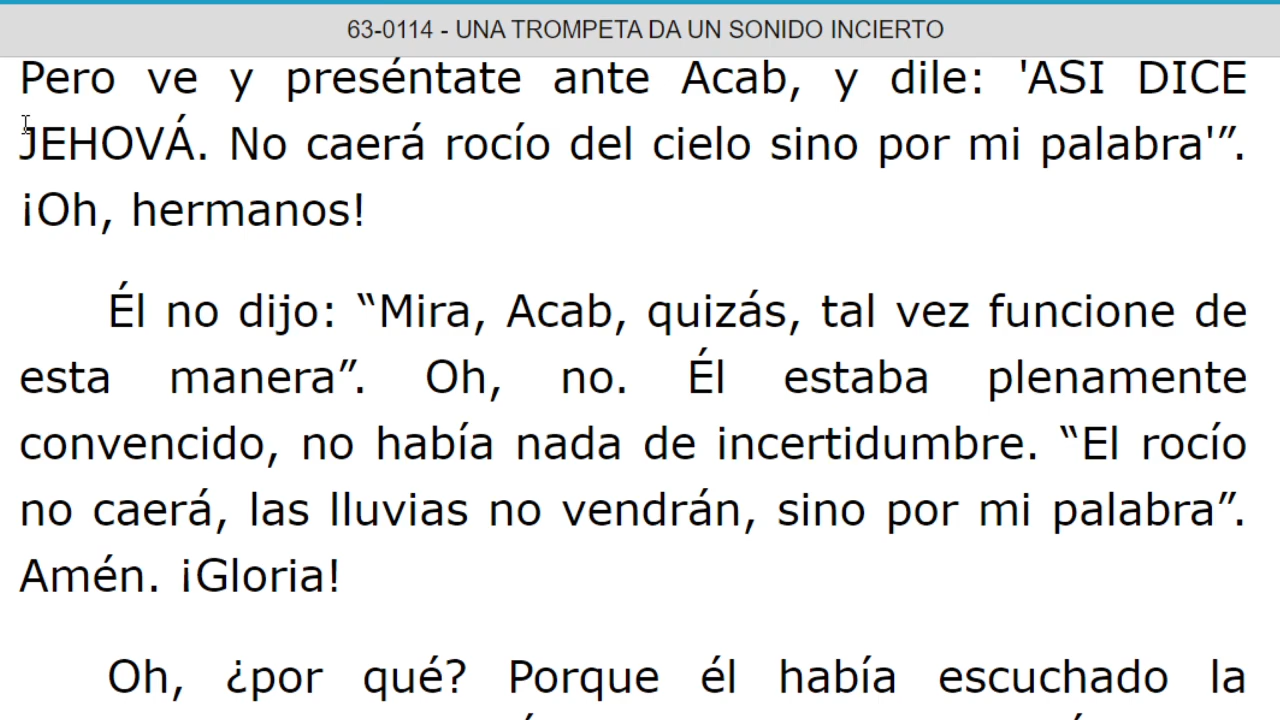 63-0114 - UNA TROMPETA DA UN SONIDO INCIERTO
Pero ve y preséntate ante Acab, y dile: 'ASI DICE
JEHOVÁ. No caerá rocío del cielo sino por mi palabra'”.
¡Oh, hermanos!
Él no dijo: “Mira, Acab, quizás, tal vez funcione de
esta manera”. Oh, no. Él estaba plenamente
convencido, no había nada de incertidumbre. “El rocío
no caerá, las lluvias no vendrán, sino por mi palabra”.
Amén. ¡Gloria!
Oh, ¿por qué? Porque él había escuchado la